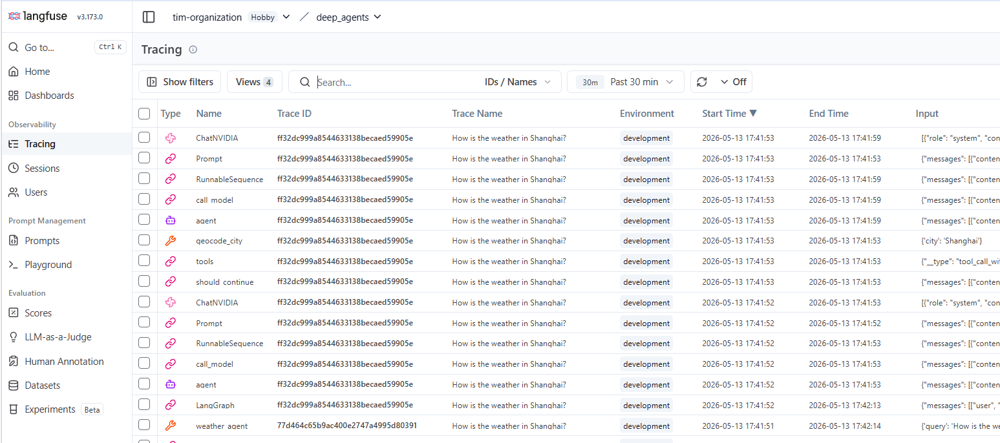 langfuse v3.173.0
tim-organization Hobby / deep_agents
Go to... Ctrl K
Home
Dashboards
Observability
Tracing
Sessions
Users
Prompt Management
Prompts
Playground
Evaluation
Scores
LLM-as-a-Judge
Human Annotation
Datasets
Experiments Beta
Tracing
Show filters Views 4 Search... IDs / Names 30m Past 30 min Off
Type Name Trace ID Trace Name Environment Start Time ▼ End Time Input
ChatNVIDIA ff32dc999a8544633138becaed59905e How is the weather in Shanghai? development 2026-05-13 17:41:53 2026-05-13 17:41:59 [{"role": "system", "con
Prompt ff32dc999a8544633138becaed59905e How is the weather in Shanghai? development 2026-05-13 17:41:53 2026-05-13 17:41:53 {"messages": [{"conten
RunnableSequence ff32dc999a8544633138becaed59905e How is the weather in Shanghai? development 2026-05-13 17:41:53 2026-05-13 17:41:59 {"messages": [{"conten
call_model ff32dc999a8544633138becaed59905e How is the weather in Shanghai? development 2026-05-13 17:41:53 2026-05-13 17:41:59 {"messages": [{"conten
agent ff32dc999a8544633138becaed59905e How is the weather in Shanghai? development 2026-05-13 17:41:53 2026-05-13 17:41:59 {"messages": [{"conten
geocode_city ff32dc999a8544633138becaed59905e How is the weather in Shanghai? development 2026-05-13 17:41:53 2026-05-13 17:41:53 {'city': 'Shanghai'}
tools ff32dc999a8544633138becaed59905e How is the weather in Shanghai? development 2026-05-13 17:41:53 2026-05-13 17:41:53 {"__type": "tool_call_wi
should_continue ff32dc999a8544633138becaed59905e How is the weather in Shanghai? development 2026-05-13 17:41:53 2026-05-13 17:41:53 {"messages": [{"conten
ChatNVIDIA ff32dc999a8544633138becaed59905e How is the weather in Shanghai? development 2026-05-13 17:41:52 2026-05-13 17:41:53 [{"role": "system", "con
Prompt ff32dc999a8544633138becaed59905e How is the weather in Shanghai? development 2026-05-13 17:41:52 2026-05-13 17:41:52 {"messages": [{"conten
RunnableSequence ff32dc999a8544633138becaed59905e How is the weather in Shanghai? development 2026-05-13 17:41:52 2026-05-13 17:41:53 {"messages": [{"conten
call_model ff32dc999a8544633138becaed59905e How is the weather in Shanghai? development 2026-05-13 17:41:52 2026-05-13 17:41:53 {"messages": [{"conten
agent ff32dc999a8544633138becaed59905e How is the weather in Shanghai? development 2026-05-13 17:41:52 2026-05-13 17:41:53 {"messages": [{"conten
LangGraph ff32dc999a8544633138becaed59905e How is the weather in Shanghai? development 2026-05-13 17:41:52 2026-05-13 17:42:13 {"messages": [["user", "
weather_agent 77d464c65b9ac400e2747a4995d80391 How is the weather in Shanghai? development 2026-05-13 17:41:51 2026-05-13 17:42:14 {'query': 'How is the we